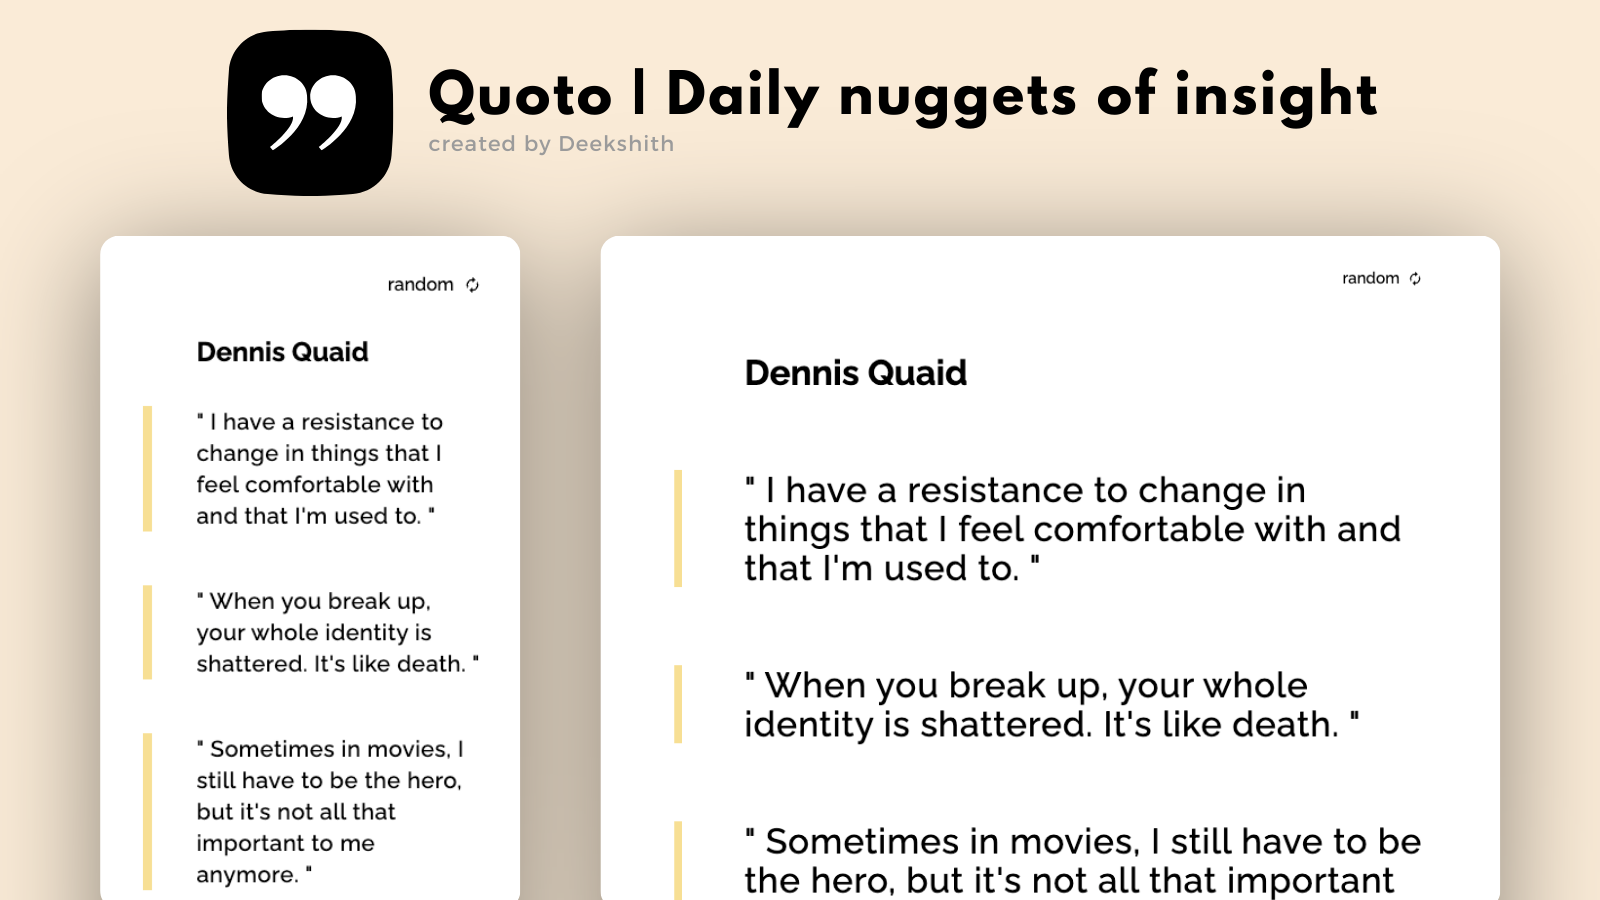 Quoto | Daily nuggets of insight
created by Deekshith
random
Dennis Quaid
" I have a resistance to
change in things that I
feel comfortable with
and that I'm used to. "
" When you break up,
your whole identity is
shattered. It's like death. "
" Sometimes in movies, I
still have to be the hero,
but it's not all that
important to me
anymore. "
random
Dennis Quaid
" I have a resistance to change in
things that I feel comfortable with and
that I'm used to. "
" When you break up, your whole
identity is shattered. It's like death. "
" Sometimes in movies, I still have to be
the hero, but it's not all that important